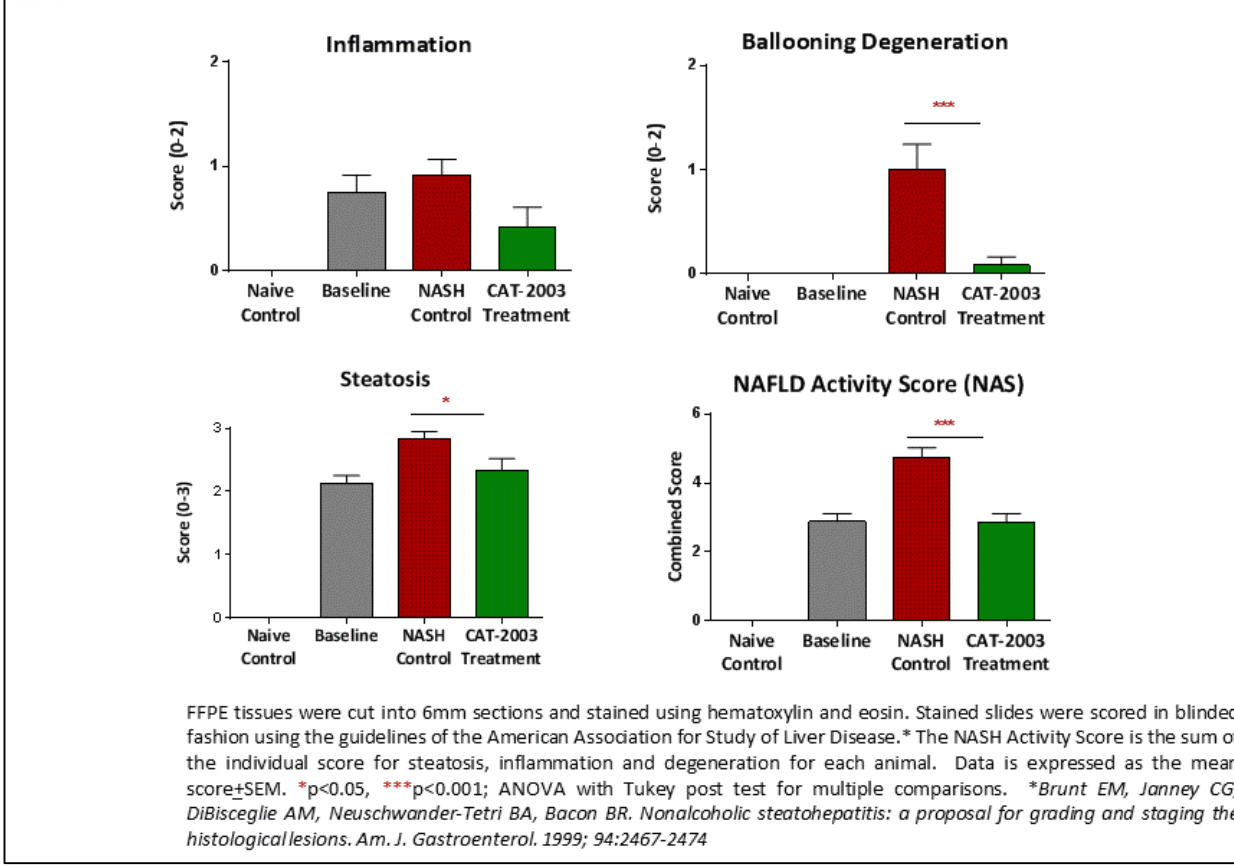 Inflammation
2
1
0
Score (0-2)
Naive Control
Baseline
NASH Control
CAT-2003 Treatment
Ballooning Degeneration
2
1
0
Score (0-2)
***
Naive Control
Baseline
NASH Control
CAT-2003 Treatment
Steatosis
3
2
1
0
Score (0-3)
*
Naive Control
Baseline
NASH Control
CAT-2003 Treatment
NAFLD Activity Score (NAS)
6
4
2
0
Combined Score
***
Naive Control
Baseline
NASH Control
CAT-2003 Treatment
FFPE tissues were cut into 6mm sections and stained using hematoxylin and eosin. Stained slides were scored in blinded
fashion using the guidelines of the American Association for Study of Liver Disease.* The NASH Activity Score is the sum of
the individual score for steatosis, inflammation and degeneration for each animal. Data is expressed as the mean
score±SEM. *p<0.05, ***p<0.001; ANOVA with Tukey post test for multiple comparisons. *Brunt EM, Janney CG,
DiBisceglie AM, Neuschwander-Tetri BA, Bacon BR. Nonalcoholic steatohepatitis: a proposal for grading and staging the
histological lesions. Am. J. Gastroenterol. 1999; 94:2467-2474